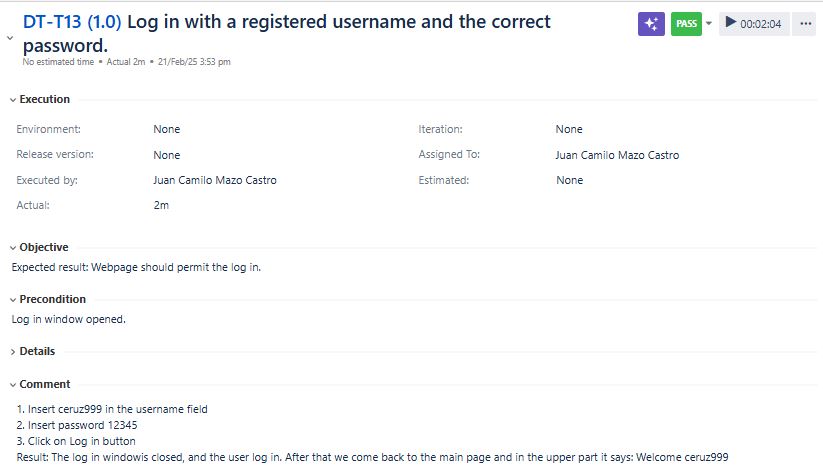 DT-T13 (1.0) Log in with a registered username and the correct
password.
PASS
00:02:04
No estimated time • Actual 2m • 21/Feb/25 3:53 pm
Execution
Environment: None
Iteration: None
Release version: None
Assigned To: Juan Camilo Mazo Castro
Executed by: Juan Camilo Mazo Castro
Estimated: None
Actual: 2m
Objective
Expected result: Webpage should permit the log in.
Precondition
Log in window opened.
Details
Comment
1. Insert ceruz999 in the username field
2. Insert password 12345
3. Click on Log in button
Result: The log in windowis closed, and the user log in. After that we come back to the main page and in the upper part it says: Welcome ceruz999